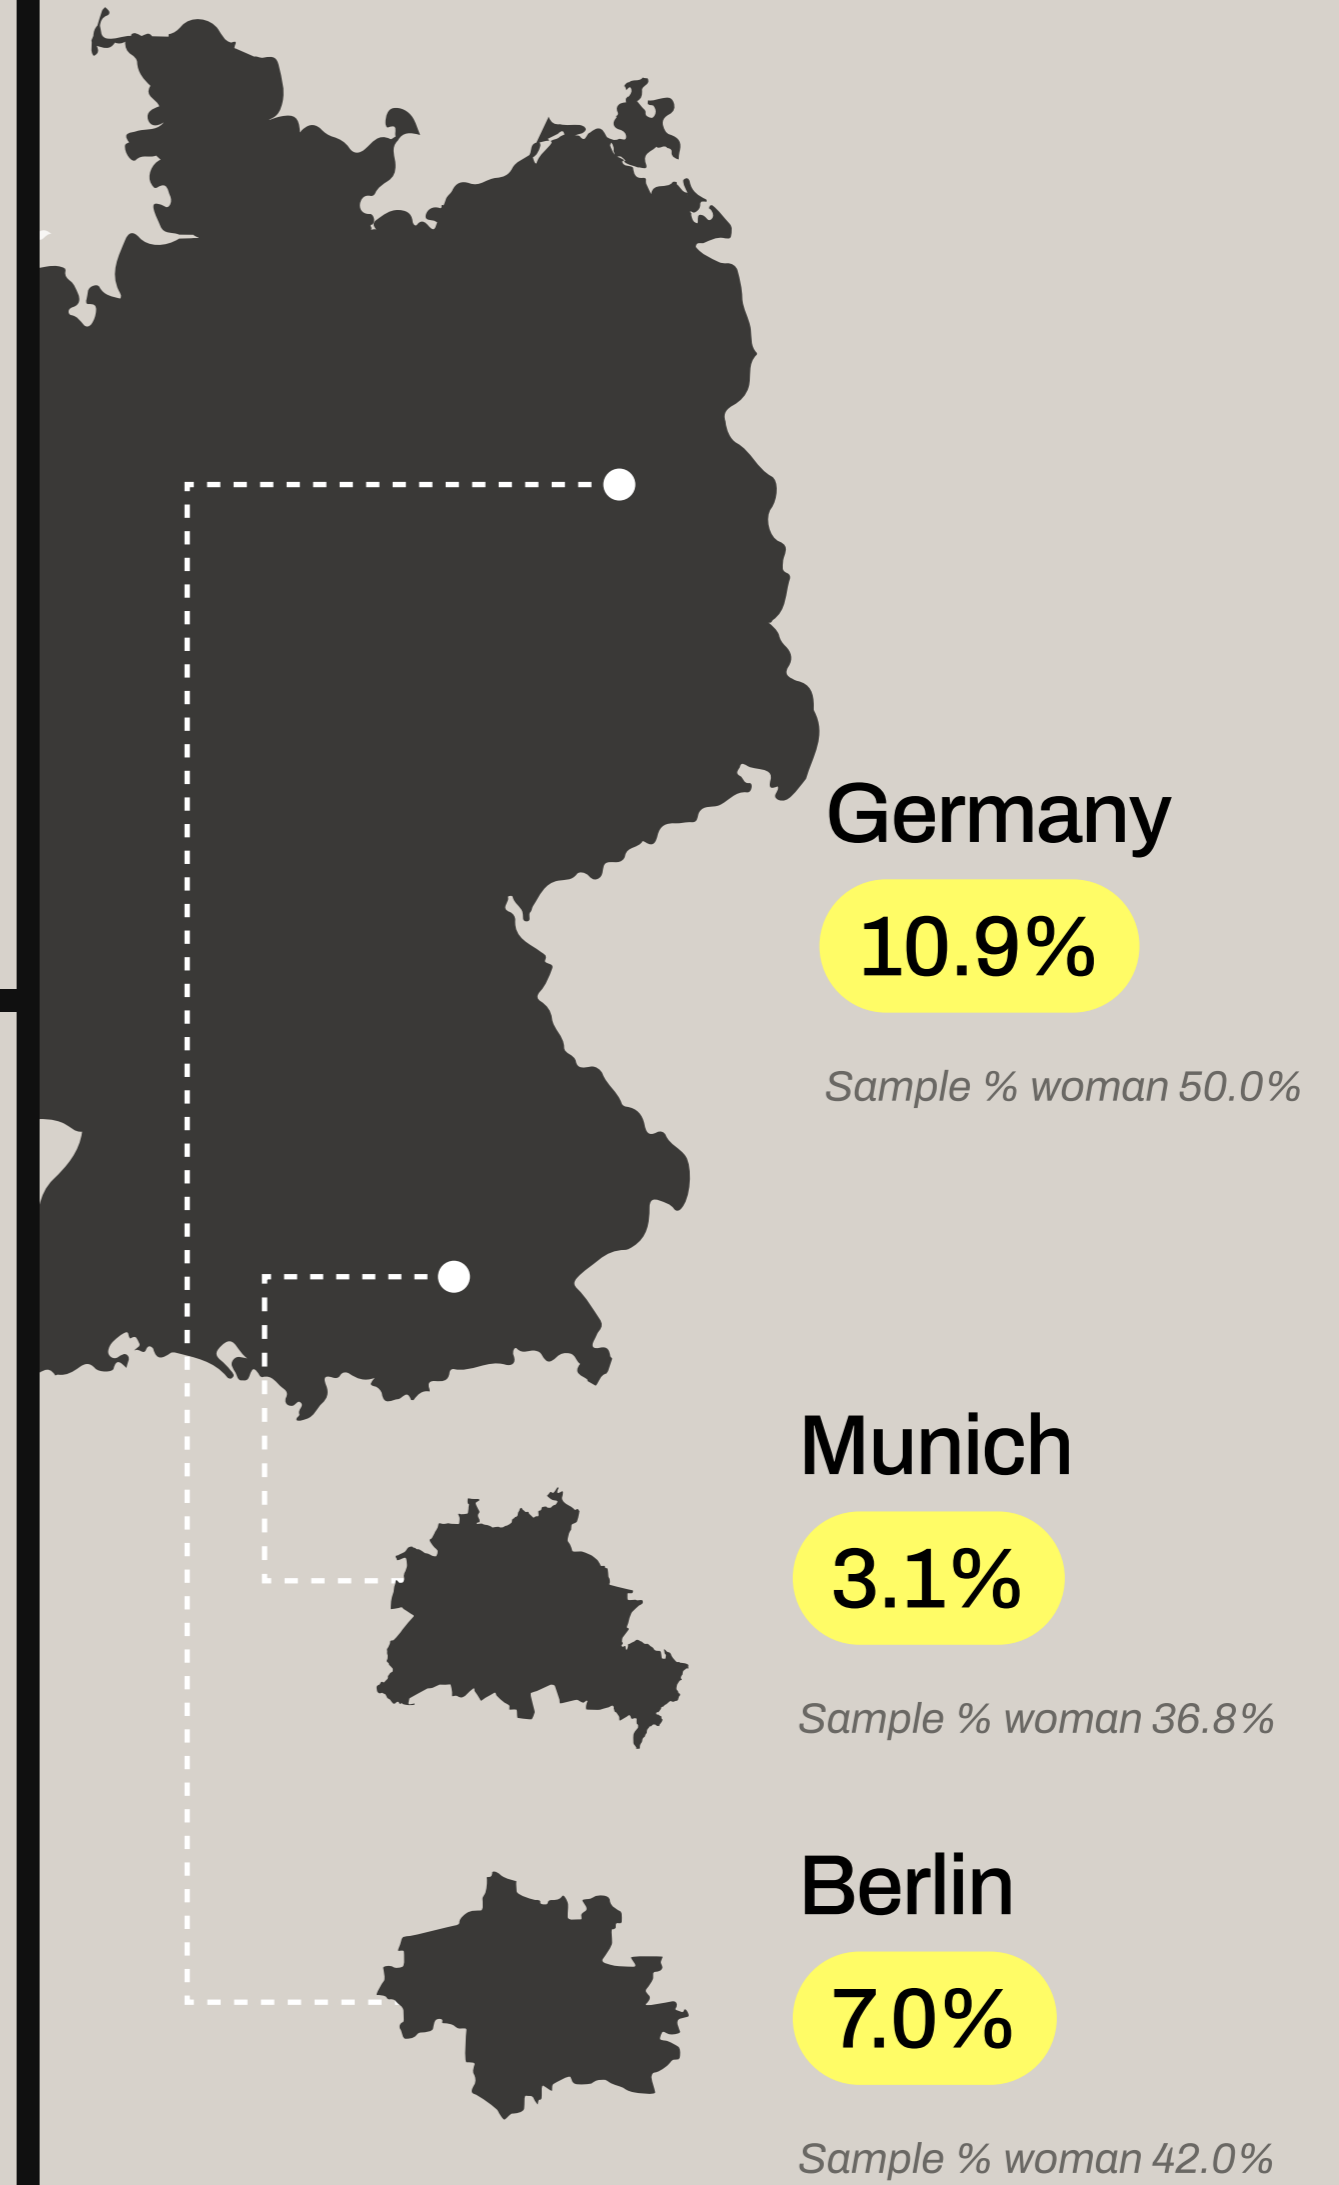 Germany
10.9%
Sample % woman 50.0%
Munich
3.1%
Sample % woman 36.8%
Berlin
7.0%
Sample % woman 42.0%